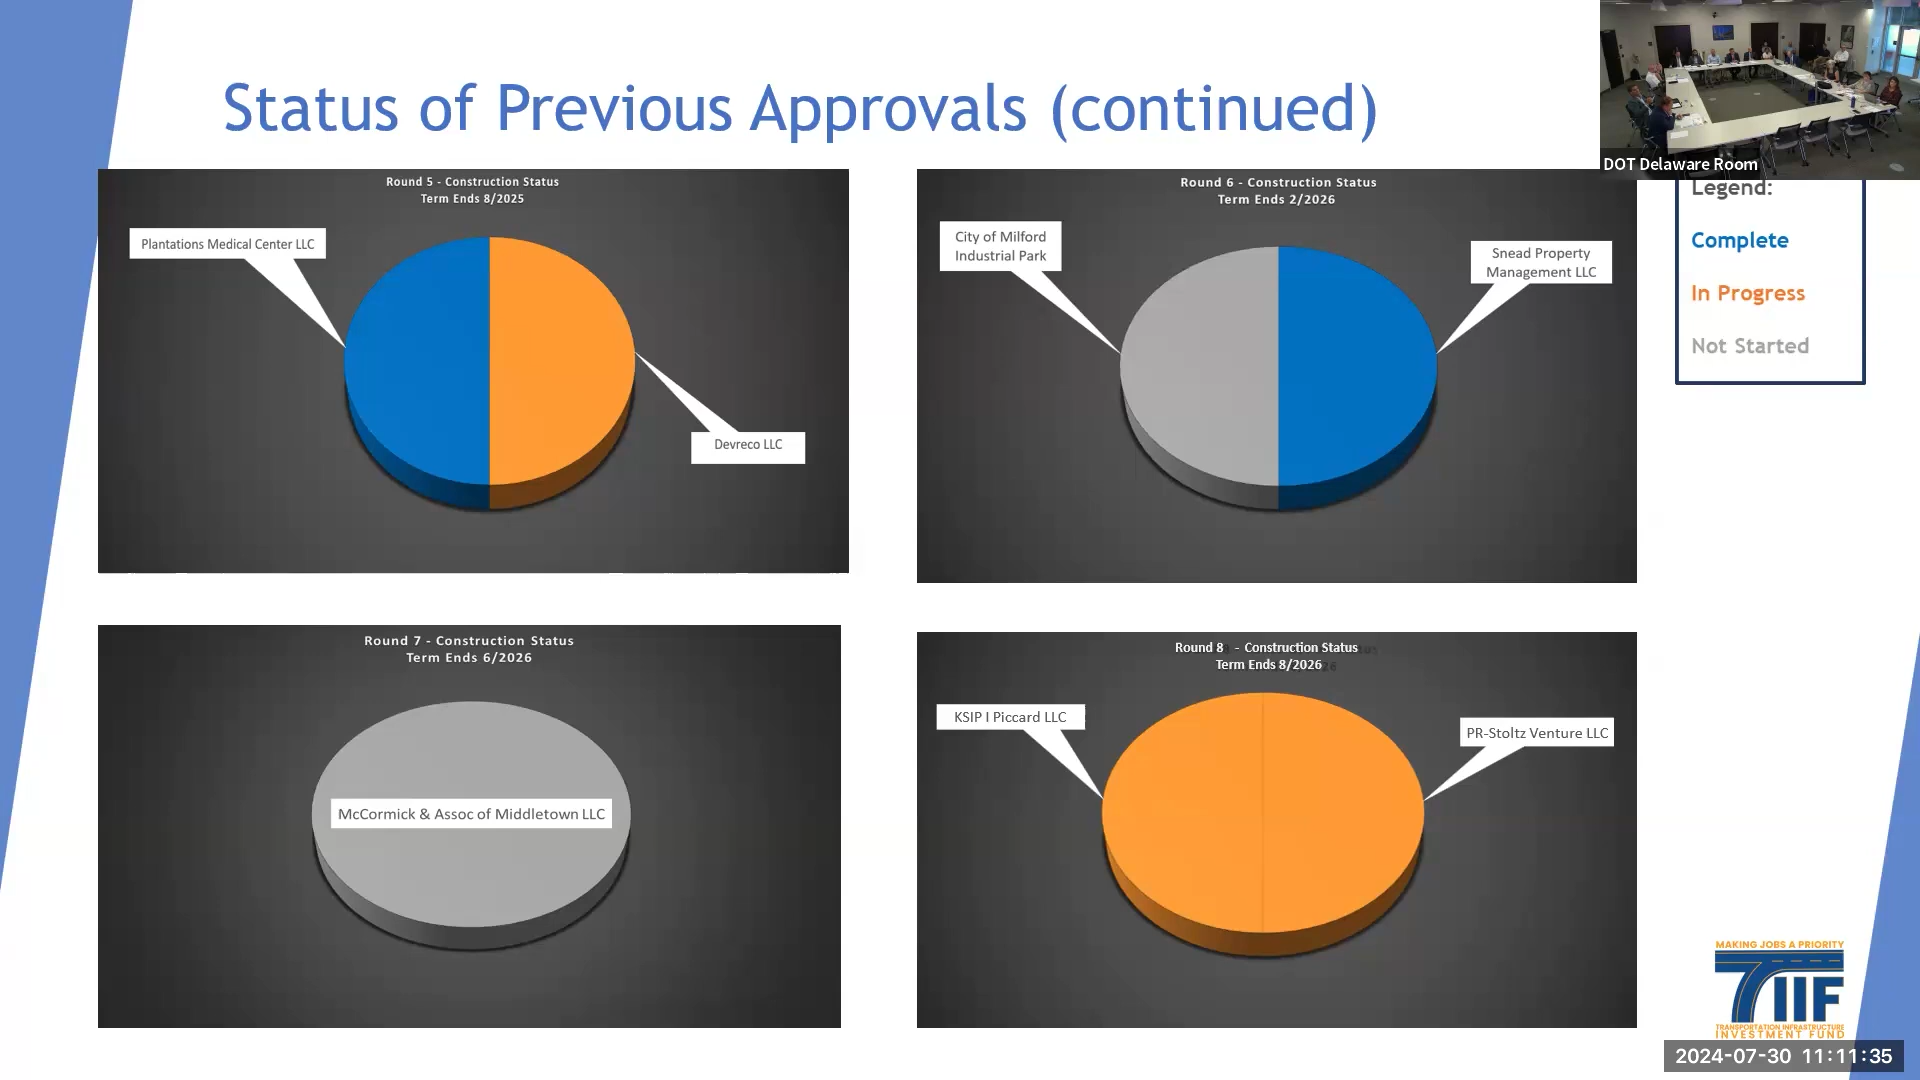 Status of Previous Approvals (continued)
DOT Delaware Room
Round 5 - Construction Status
Term Ends 8/2025
Plantations Medical Center LLC
Devreco LLC
Round 6 - Construction Status
Term Ends 2/2026
City of Milford
Industrial Park
Snead Property
Management LLC
Legend:
Complete
In Progress
Not Started
Round 7 - Construction Status
Term Ends 6/2026
McCormick & Assoc of Middletown LLC
Round 8 - Construction Status
Term Ends 8/2026
KSIP I Piccard LLC
PR-Stoltz Venture LLC
MAKING JOBS A PRIORITY
TIIF
TRANSPORTATION INFRASTRUCTURE
INVESTMENT FUND
2024-07-30 11:11:35